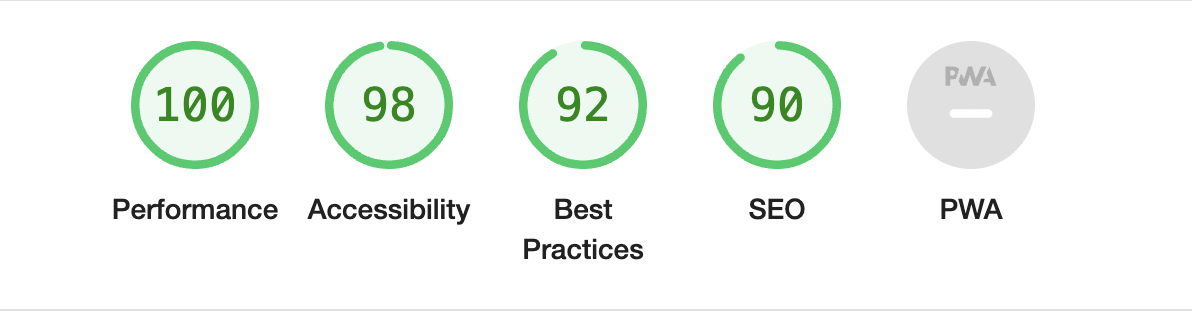 100
98
92
90
PWA
Performance
Accessibility
Best
Practices
SEO
PWA